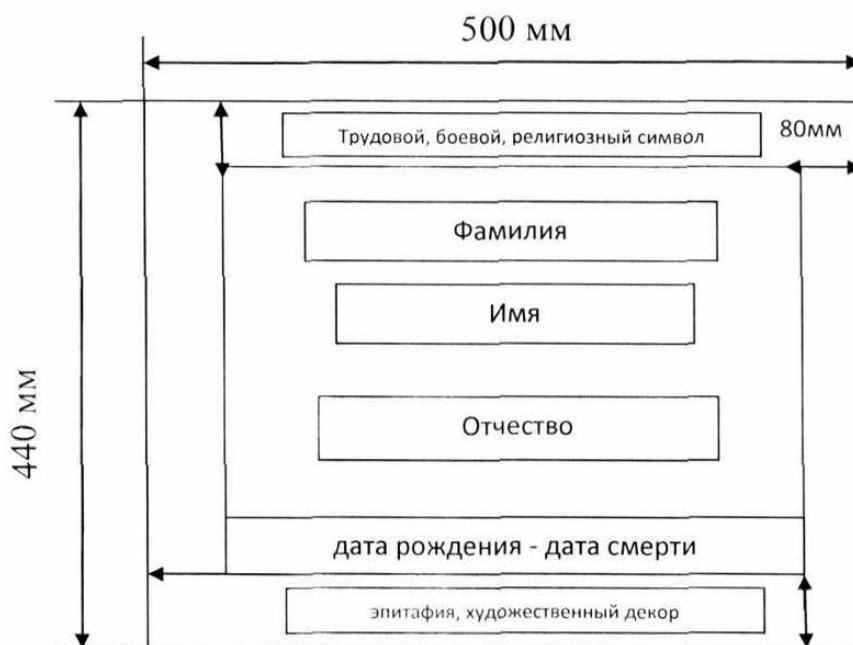 500 мм
Трудовой, боевой, религиозный символ
80мм
Фамилия
Имя
440 мм
Отчество
дата рождения - дата смерти
эпитафия, художественный декор